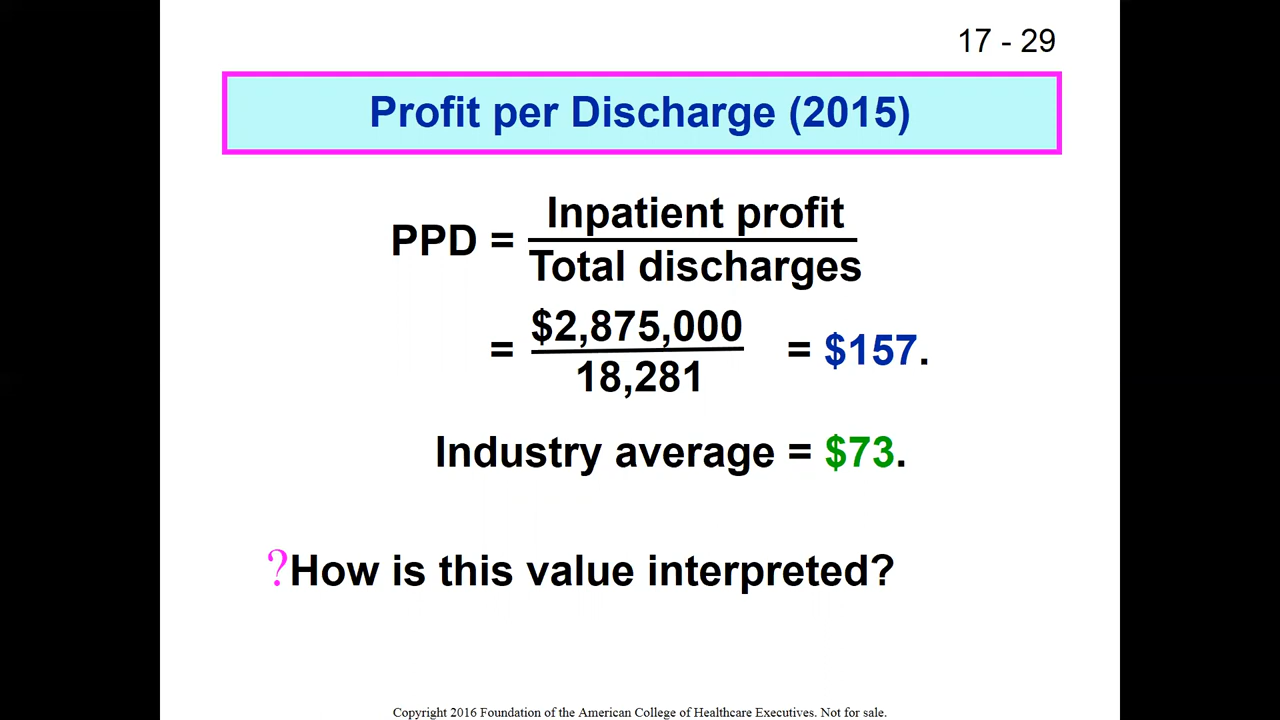 17 - 29
Profit per Discharge (2015)
Inpatient profit
PPD =
Total discharges
$2,875,000
= = $157.
18,281
Industry average = $73.
?How is this value interpreted?
Copyright 2016 Foundation of the American College of Healthcare Executives. Not for sale.